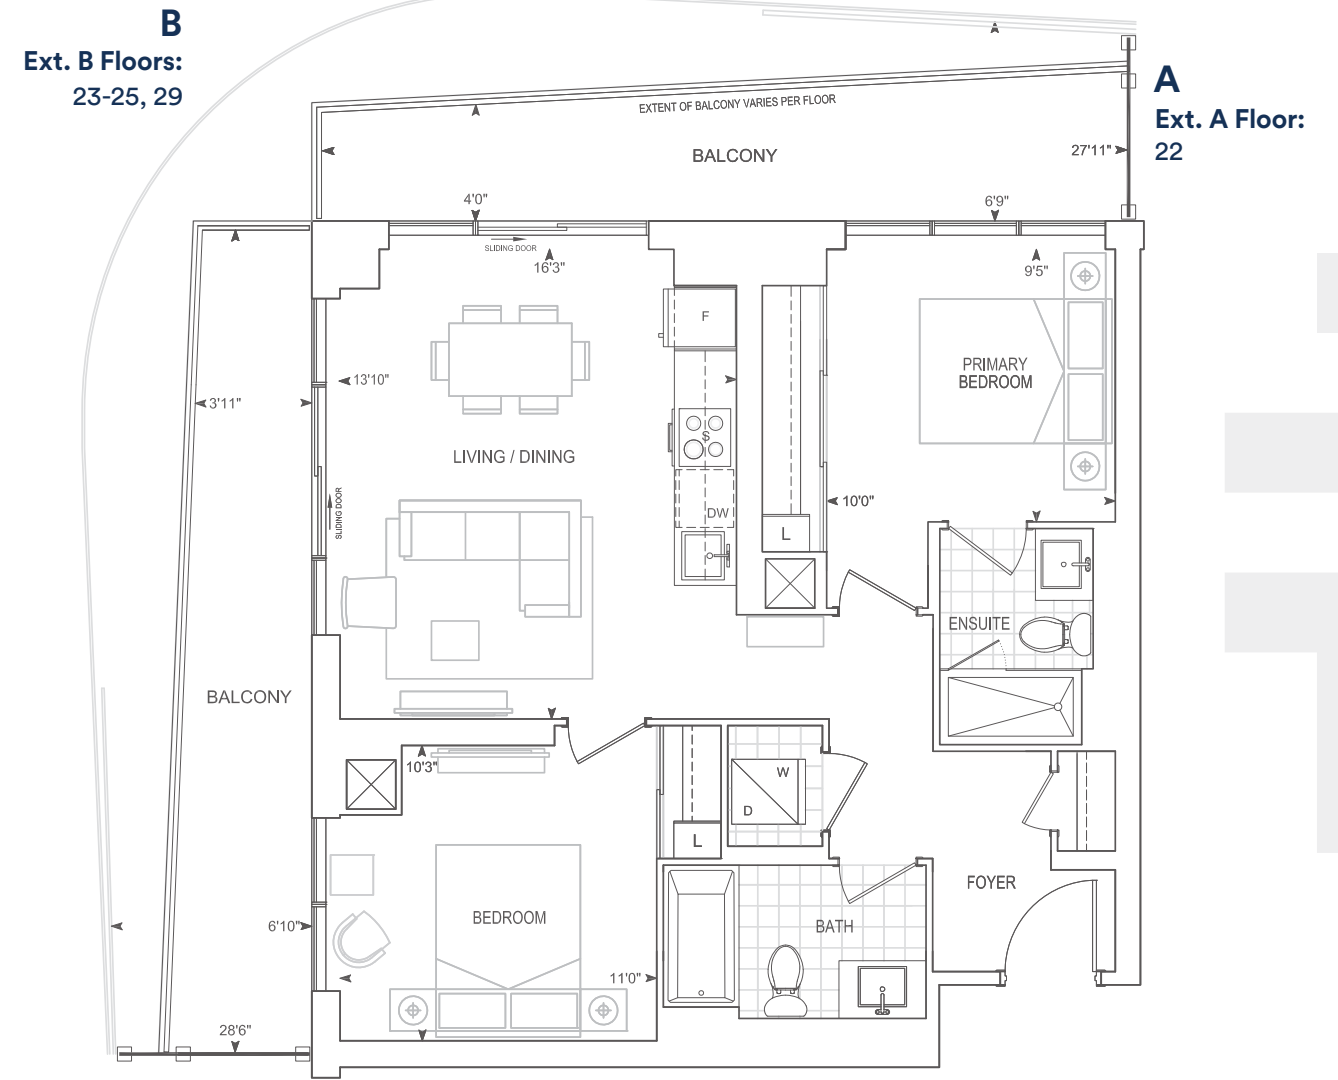 B
Ext. B Floors:
23-25, 29
A
Ext. A Floor:
22
EXTENT OF BALCONY VARIES PER FLOOR
BALCONY
27'11"
4'0"
6'9"
SLIDING DOOR
16'3"
9'5"
F
PRIMARY
BEDROOM
13'10"
3'11"
S
LIVING / DINING
SLIDING DOOR
10'0"
DW
L
ENSUITE
BALCONY
10'3"
W
D
L
FOYER
BEDROOM
BATH
6'10"
11'0"
28'6"